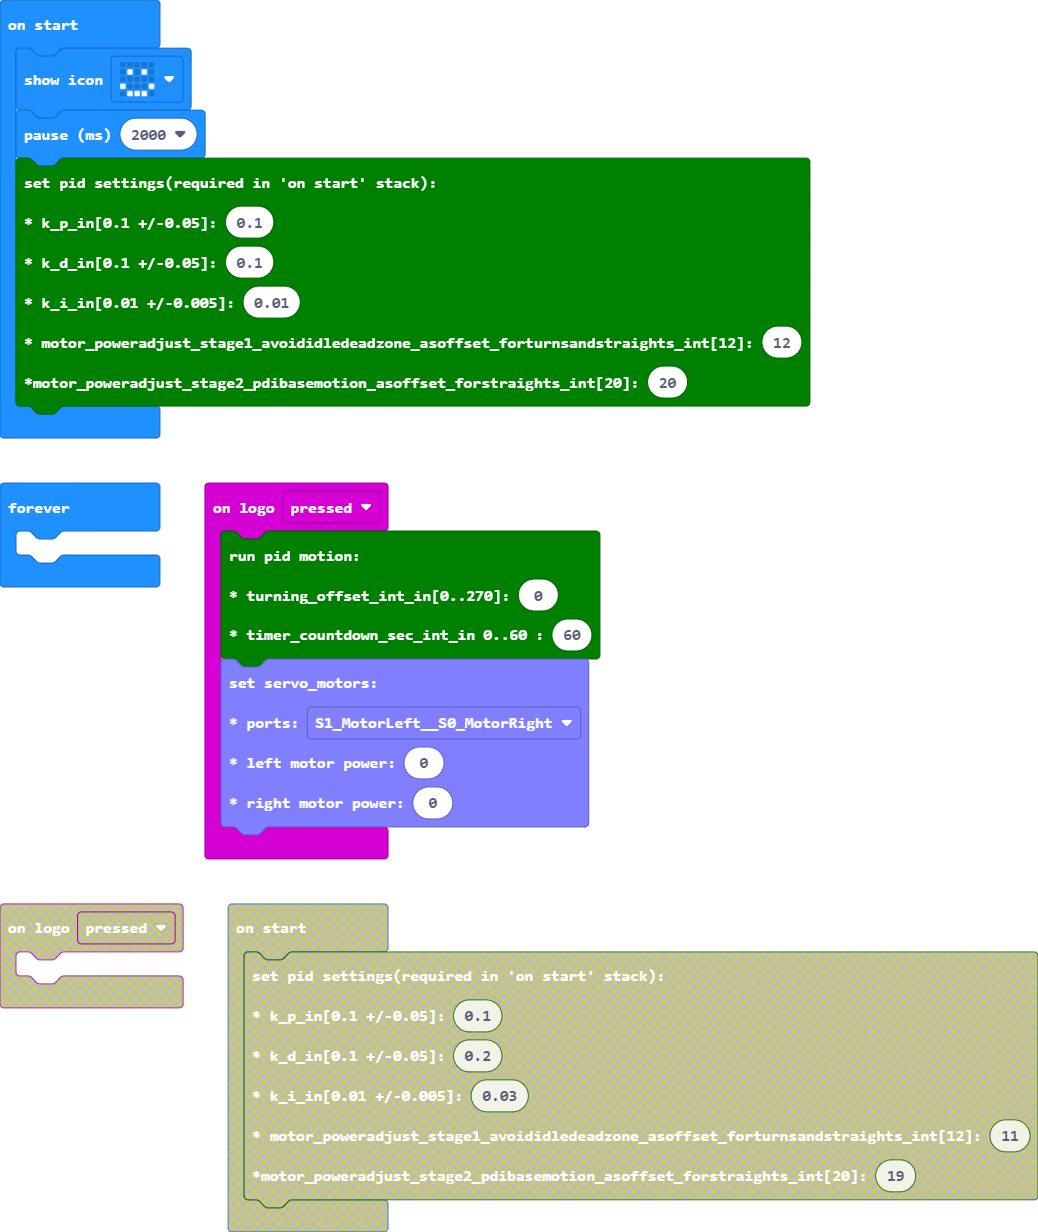 on start
show icon
pause (ms) 2000
set pid settings(required in 'on start' stack):
* k_p_in[0.1 +/-0.05]: 0.1
* k_d_in[0.1 +/-0.05]: 0.1
* k_i_in[0.01 +/-0.005]: 0.01
* motor_poweradjust_stage1_avoididledeadzone_asoffset_forturnsandstraights_int[12]: 12
*motor_poweradjust_stage2_pdibasemotion_asoffset_forstraights_int[20]: 20
forever
on logo pressed
run pid motion:
* turning_offset_int_in[0..270]: 0
* timer_countdown_sec_int_in 0..60 : 60
set servo_motors:
* ports: S1_MotorLeft__S0_MotorRight
* left motor power: 0
* right motor power: 0
on logo pressed
on start
set pid settings(required in 'on start' stack):
* k_p_in[0.1 +/-0.05]: 0.1
* k_d_in[0.1 +/-0.05]: 0.2
* k_i_in[0.01 +/-0.005]: 0.03
* motor_poweradjust_stage1_avoididledeadzone_asoffset_forturnsandstraights_int[12]: 11
*motor_poweradjust_stage2_pdibasemotion_asoffset_forstraights_int[20]: 19